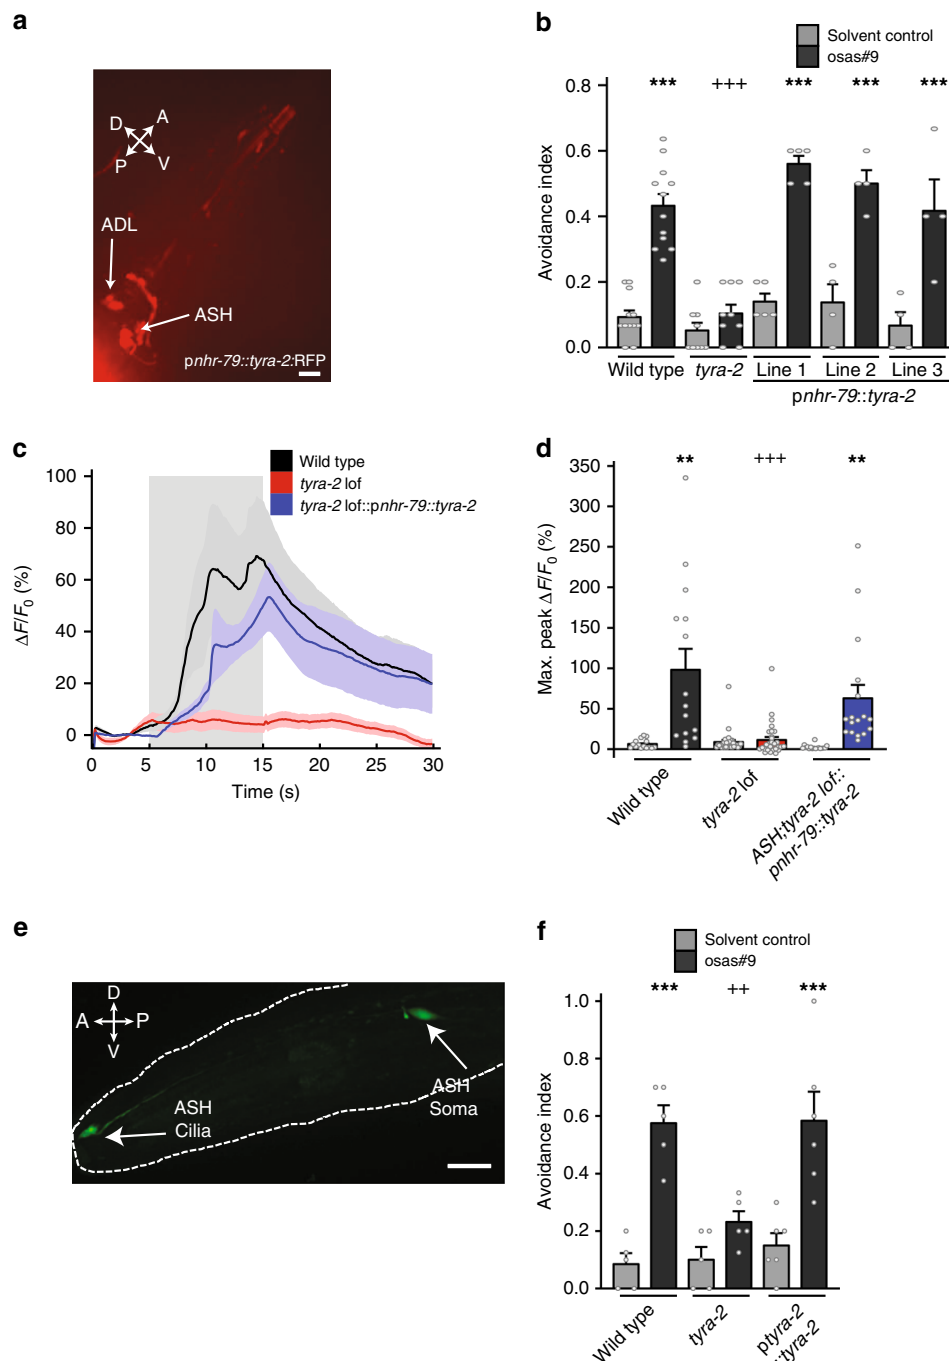 a
D
A
P
V
ADL
ASH
pnhr-79::tyra-2:RFP
b
Solvent control
osas#9
Avoidance index
0.8
0.6
0.4
0.2
0.0
*** +++ *** *** ***
Wild type tyra-2 Line 1 Line 2 Line 3
pnhr-79::tyra-2
c
Wild type
tyra-2 lof
tyra-2 lof::pnhr-79::tyra-2
ΔF/F0 (%)
100
80
60
40
20
0
0 5 10 15 20 25 30
Time (s)
d
Max. peak ΔF/F0 (%)
350
300
250
200
150
100
50
0
** +++ **
Wild type
tyra-2 lof
ASH;tyra-2 lof::
pnhr-79::tyra-2
e
D
A P
V
ASH
Cilia
ASH
Soma
f
Solvent control
osas#9
Avoidance index
1.0
0.8
0.6
0.4
0.2
0.0
*** ++ ***
Wild type
tyra-2
ptyra-2
::tyra-2